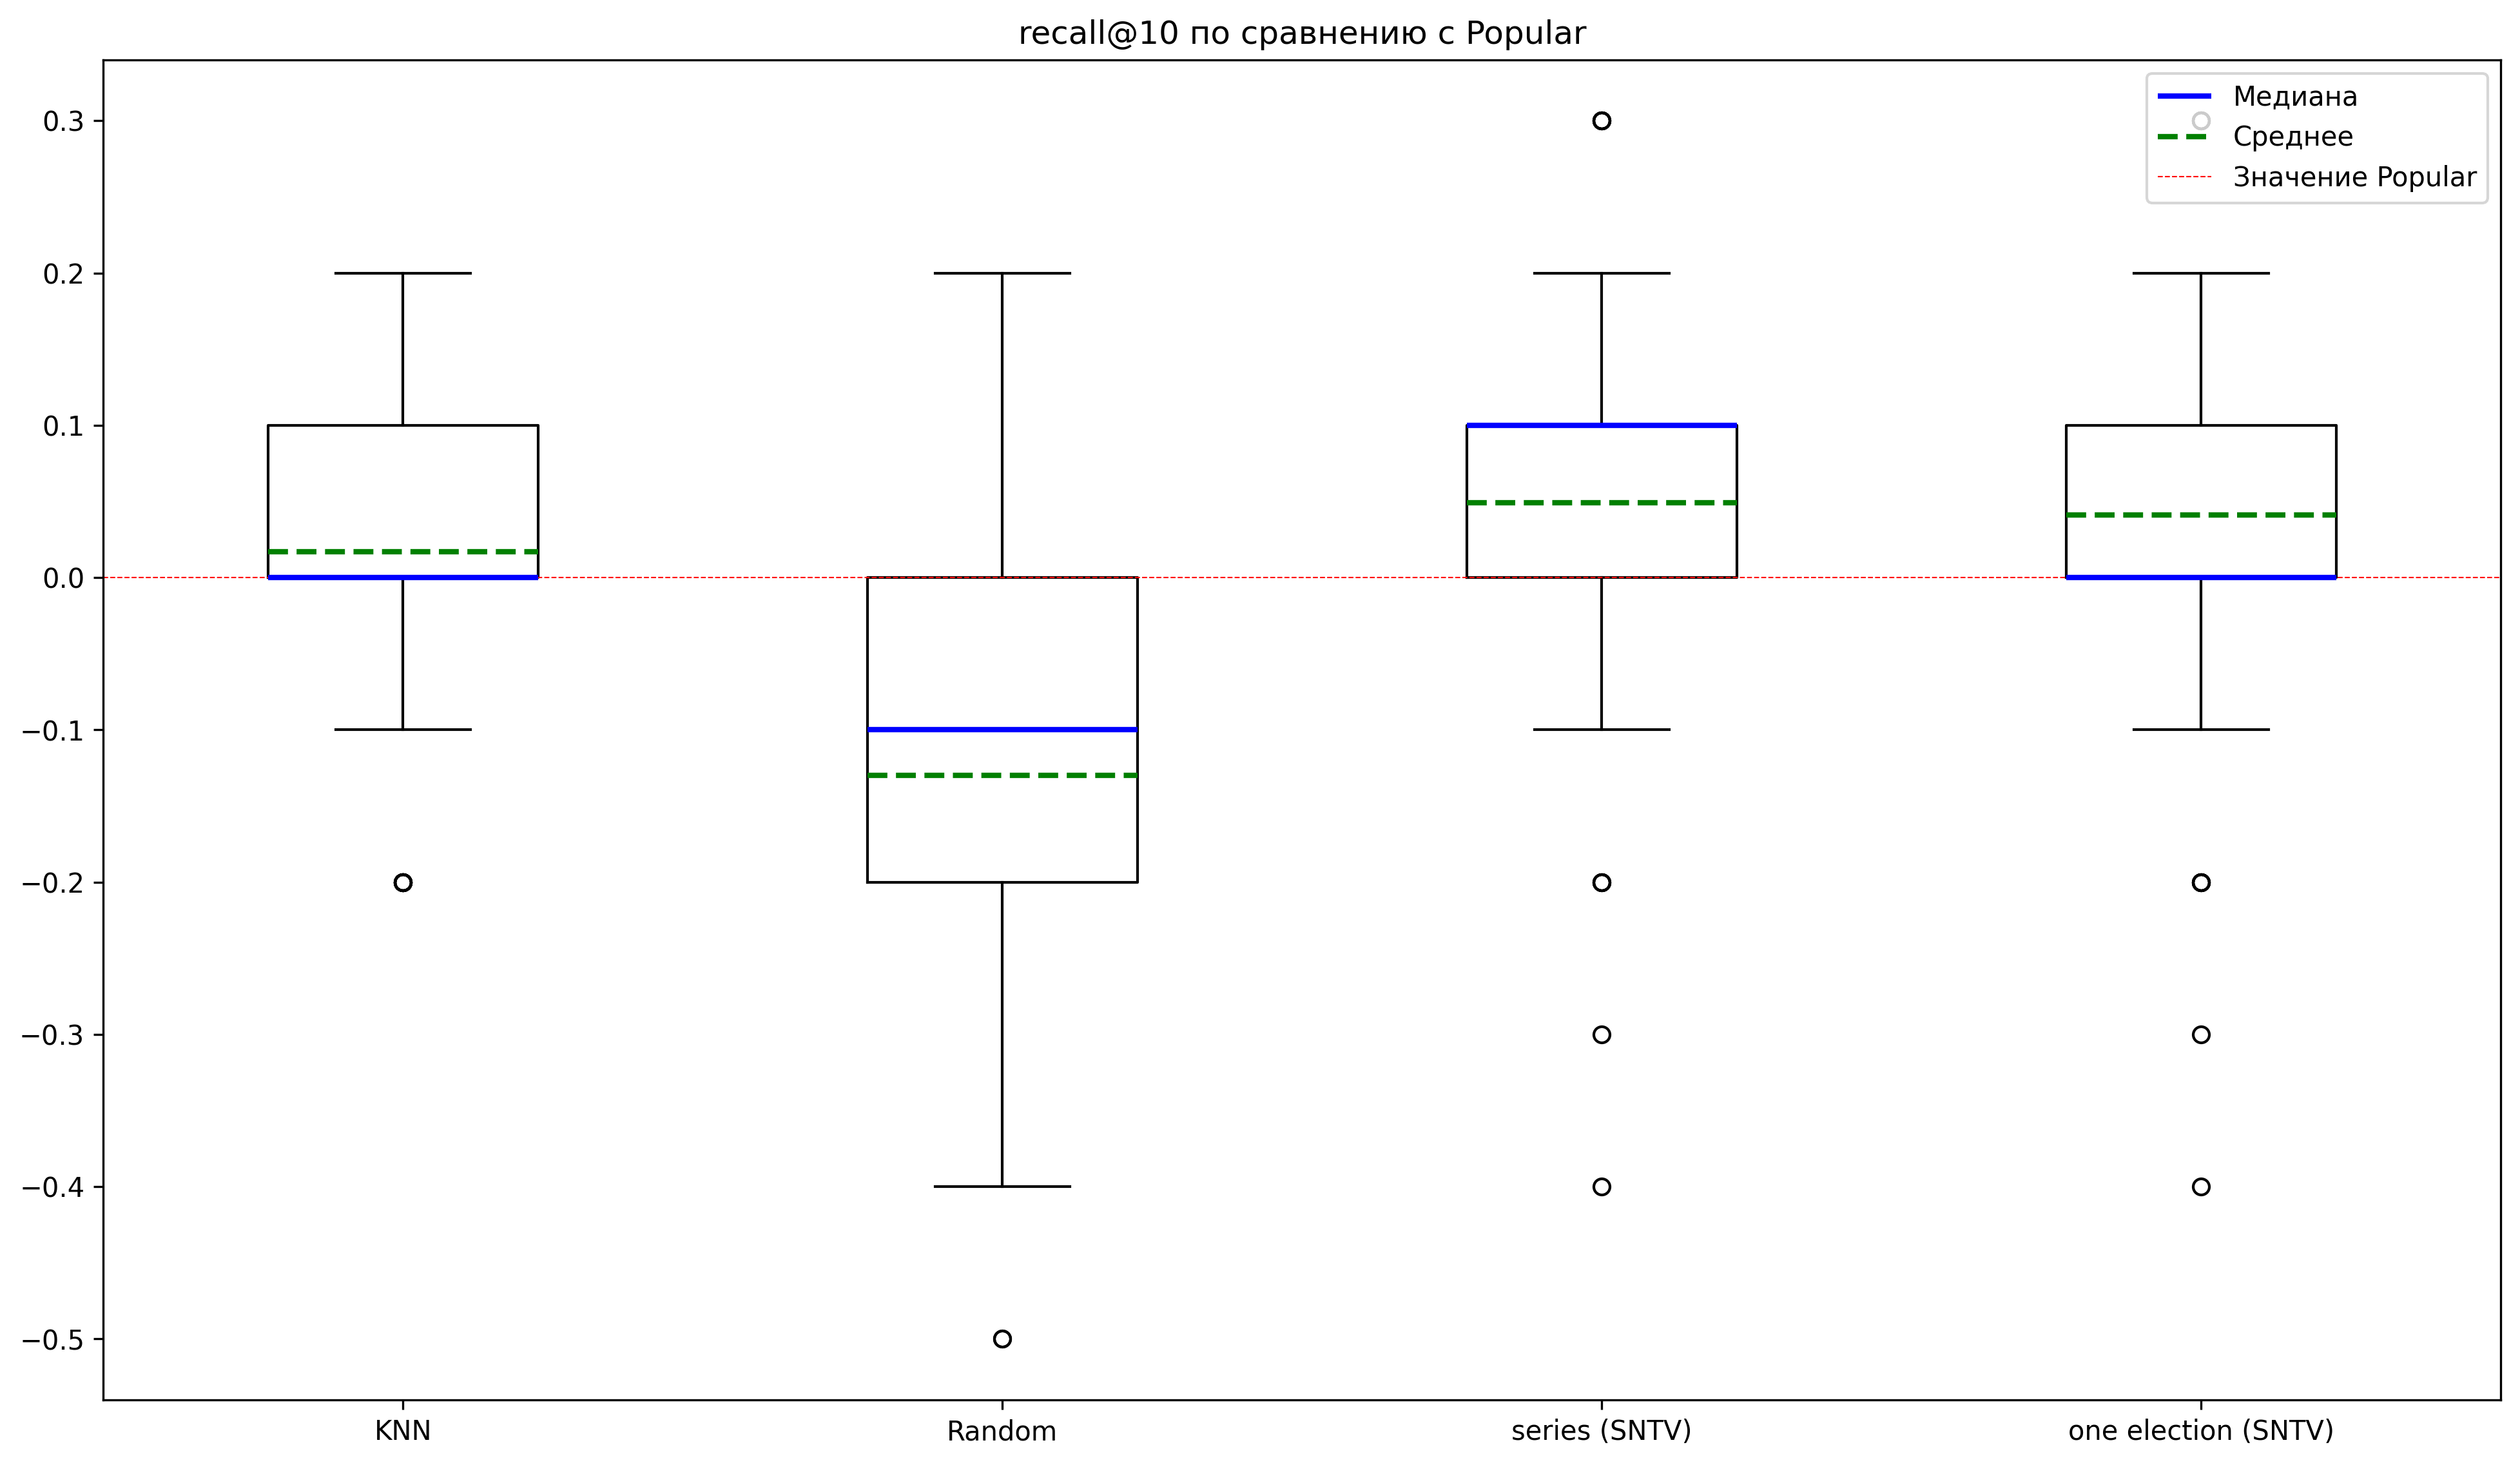 recall@10 по сравнению с Popular
Медиана
Среднее
Значение Popular
0.3
0.2
0.1
0.0
−0.1
−0.2
−0.3
−0.4
−0.5
KNN
Random
series (SNTV)
one election (SNTV)